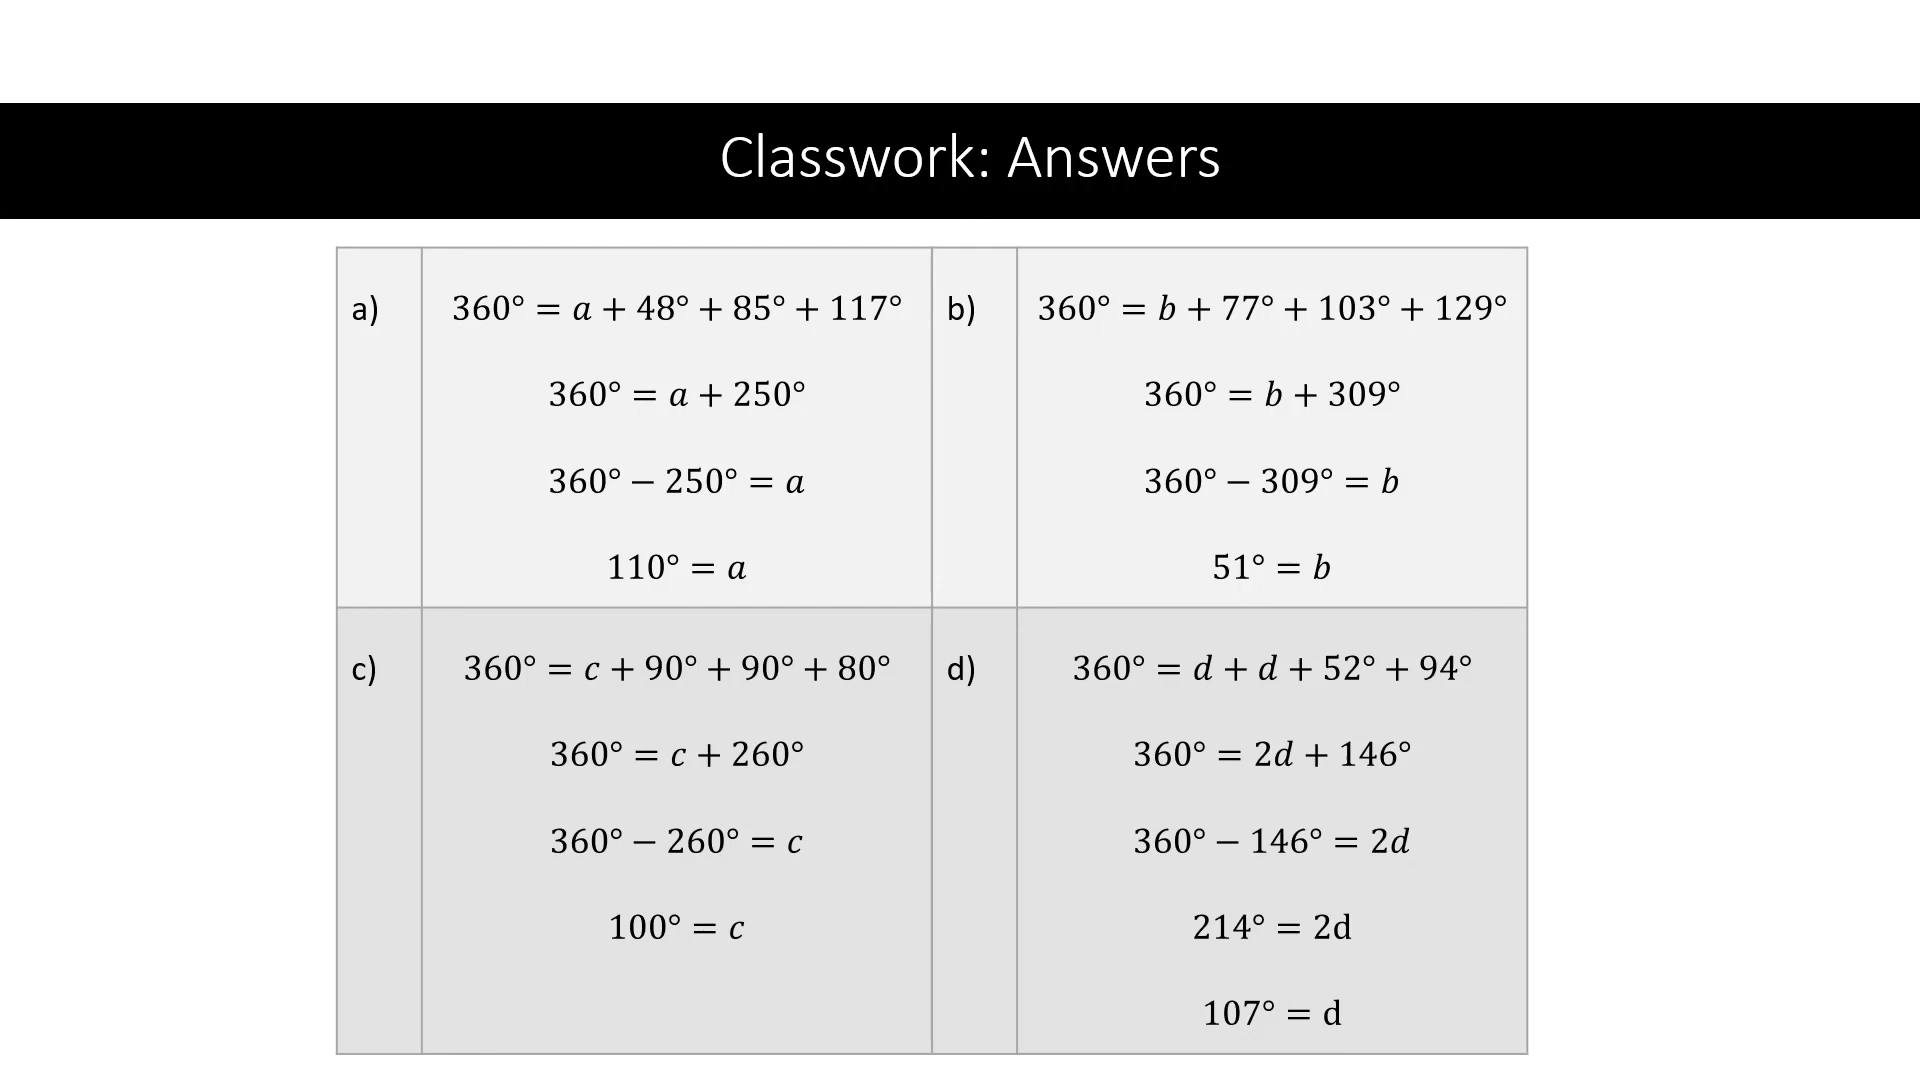 Classwork: Answers
a)
360° = a + 48° + 85° + 117°
360° = a + 250°
360° − 250° = a
110° = a
b)
360° = b + 77° + 103° + 129°
360° = b + 309°
360° − 309° = b
51° = b
c)
360° = c + 90° + 90° + 80°
360° = c + 260°
360° − 260° = c
100° = c
d)
360° = d + d + 52° + 94°
360° = 2d + 146°
360° − 146° = 2d
214° = 2d
107° = d